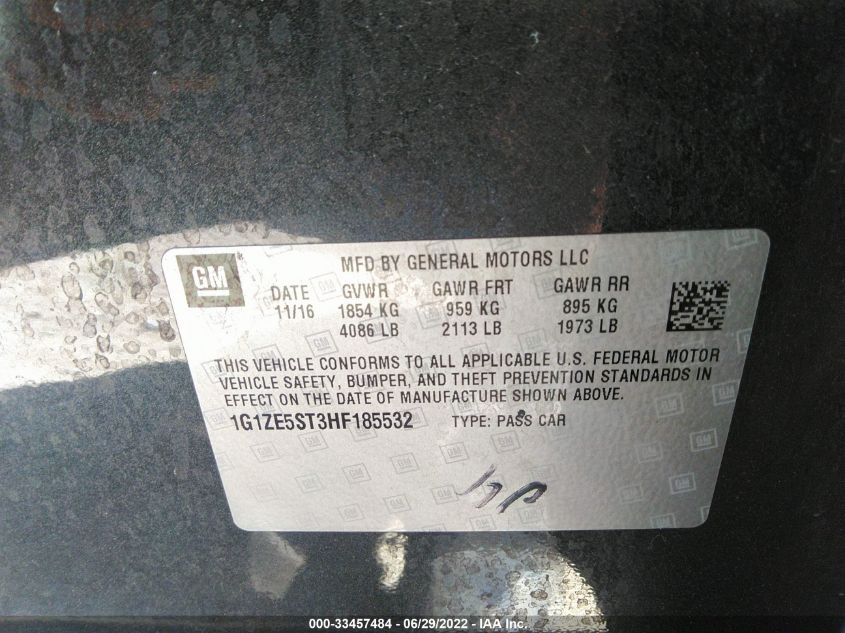 GM
MFD BY GENERAL MOTORS LLC
DATE GVWR GAWR FRT GAWR RR
11/16 1854 KG 959 KG 895 KG
4086 LB 2113 LB 1973 LB
THIS VEHICLE CONFORMS TO ALL APPLICABLE U.S. FEDERAL MOTOR
VEHICLE SAFETY, BUMPER, AND THEFT PREVENTION STANDARDS IN
EFFECT ON THE DATE OF MANUFACTURE SHOWN ABOVE.
1G1ZE5ST3HF185532 TYPE: PASS CAR
000-33457484 - 06/29/2022 - IAA Inc.